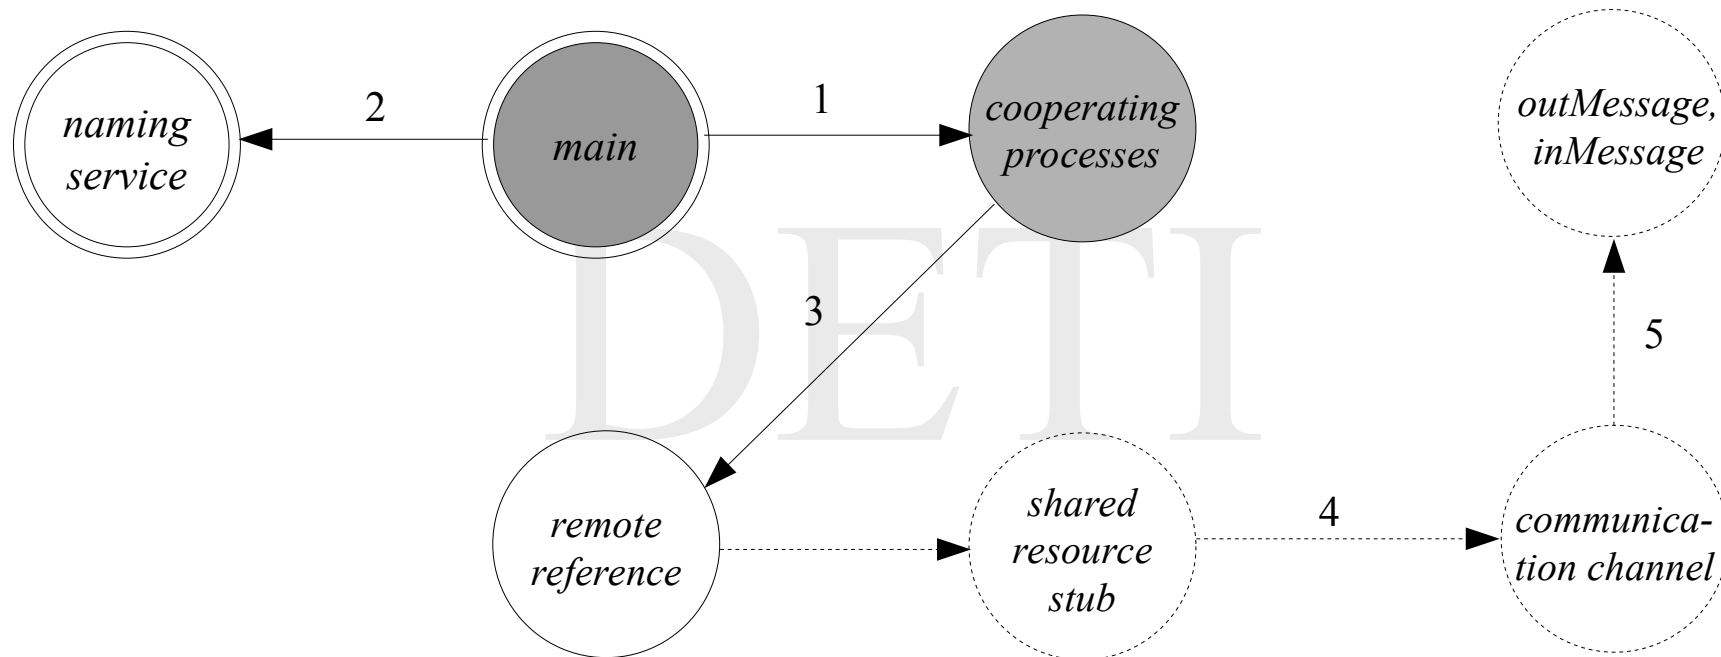 naming
service
2
main
1
cooperating
processes
outMessage,
inMessage
3
5
DETI
remote
reference
shared
resource
stub
4
communica-
tion channel